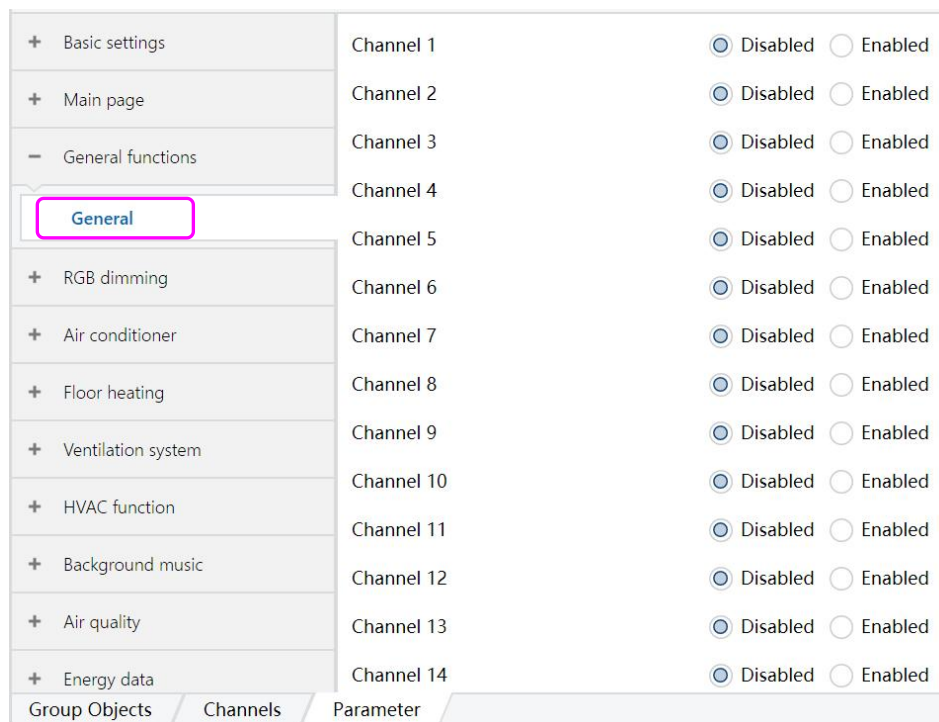 Basic settings
Main page
General functions
General
RGB dimming
Air conditioner
Floor heating
Ventilation system
HVAC function
Background music
Air quality
Energy data
Channel 1 Disabled Enabled
Channel 2 Disabled Enabled
Channel 3 Disabled Enabled
Channel 4 Disabled Enabled
Channel 5 Disabled Enabled
Channel 6 Disabled Enabled
Channel 7 Disabled Enabled
Channel 8 Disabled Enabled
Channel 9 Disabled Enabled
Channel 10 Disabled Enabled
Channel 11 Disabled Enabled
Channel 12 Disabled Enabled
Channel 13 Disabled Enabled
Channel 14 Disabled Enabled
Group Objects Channels Parameter